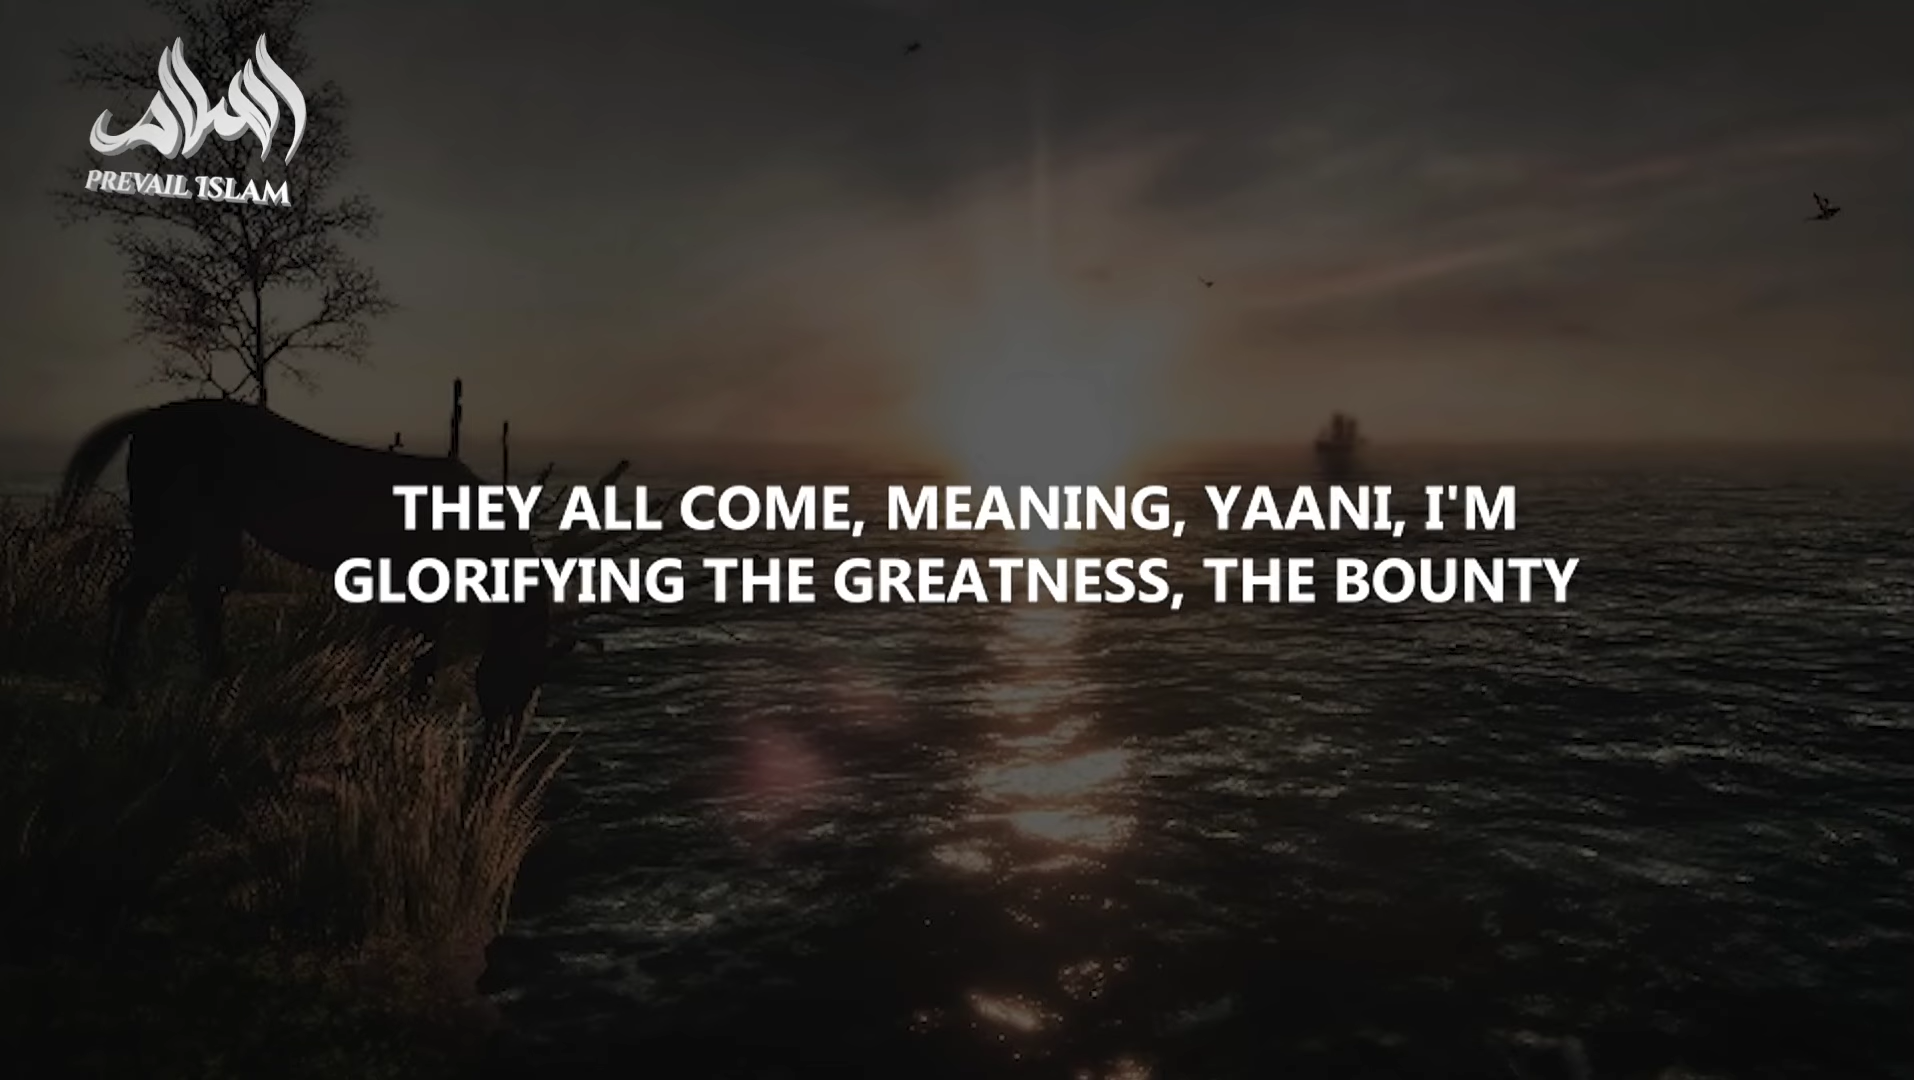 PREVAIL ISLAM
THEY ALL COME, MEANING, YAANI, I'M
GLORIFYING THE GREATNESS, THE BOUNTY